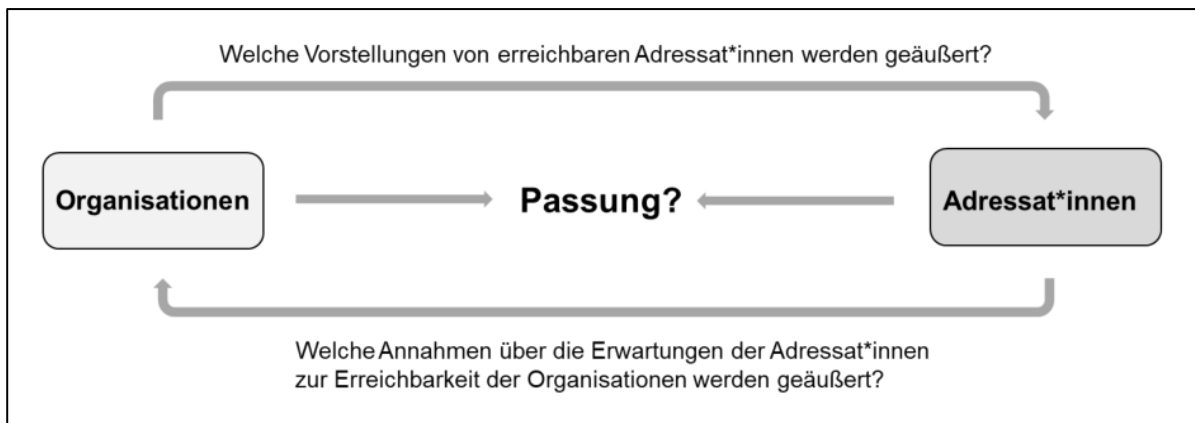 Welche Vorstellungen von erreichbaren Adressat*innen werden geäußert?
Organisationen
Passung?
Adressat*innen
Welche Annahmen über die Erwartungen der Adressat*innen
zur Erreichbarkeit der Organisationen werden geäußert?